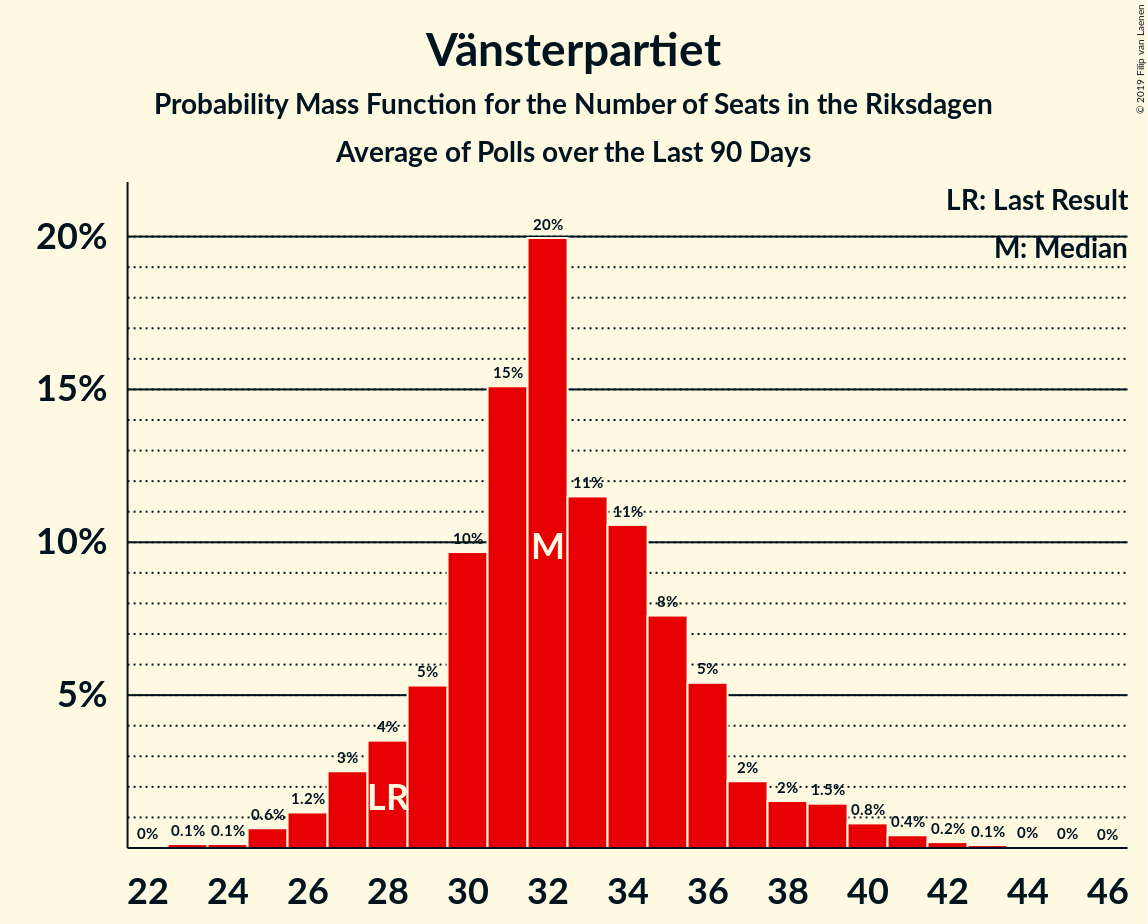 Vänsterpartiet
Probability Mass Function for the Number of Seats in the Riksdagen
Average of Polls over the Last 90 Days
© 2019 Filip van Laenen
LR: Last Result
M: Median
20%
15%
10%
5%
0% 0.1% 0.1% 0.6% 1.2% 3% 4% 5% 10% 15% 20% 11% 11% 8% 5% 2% 2% 1.5% 0.8% 0.4% 0.2% 0.1% 0% 0% 0%
M
LR
22 24 26 28 30 32 34 36 38 40 42 44 46